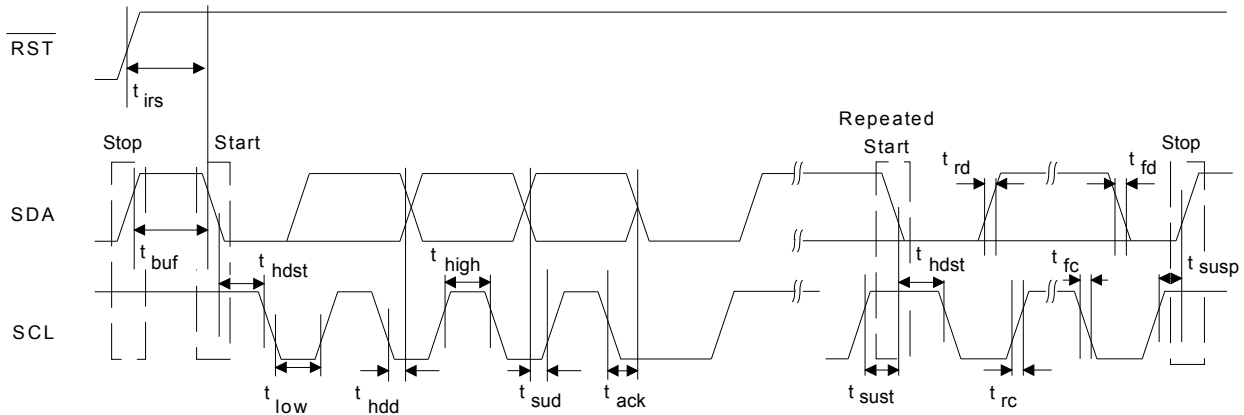 RST
t irs
Stop
Start
Repeated
Start
Stop
t rd
t fd
SDA
t buf
t hdst
t high
t hdst
t fc
t susp
SCL
t low
t hdd
t sud
t ack
t sust
t rc